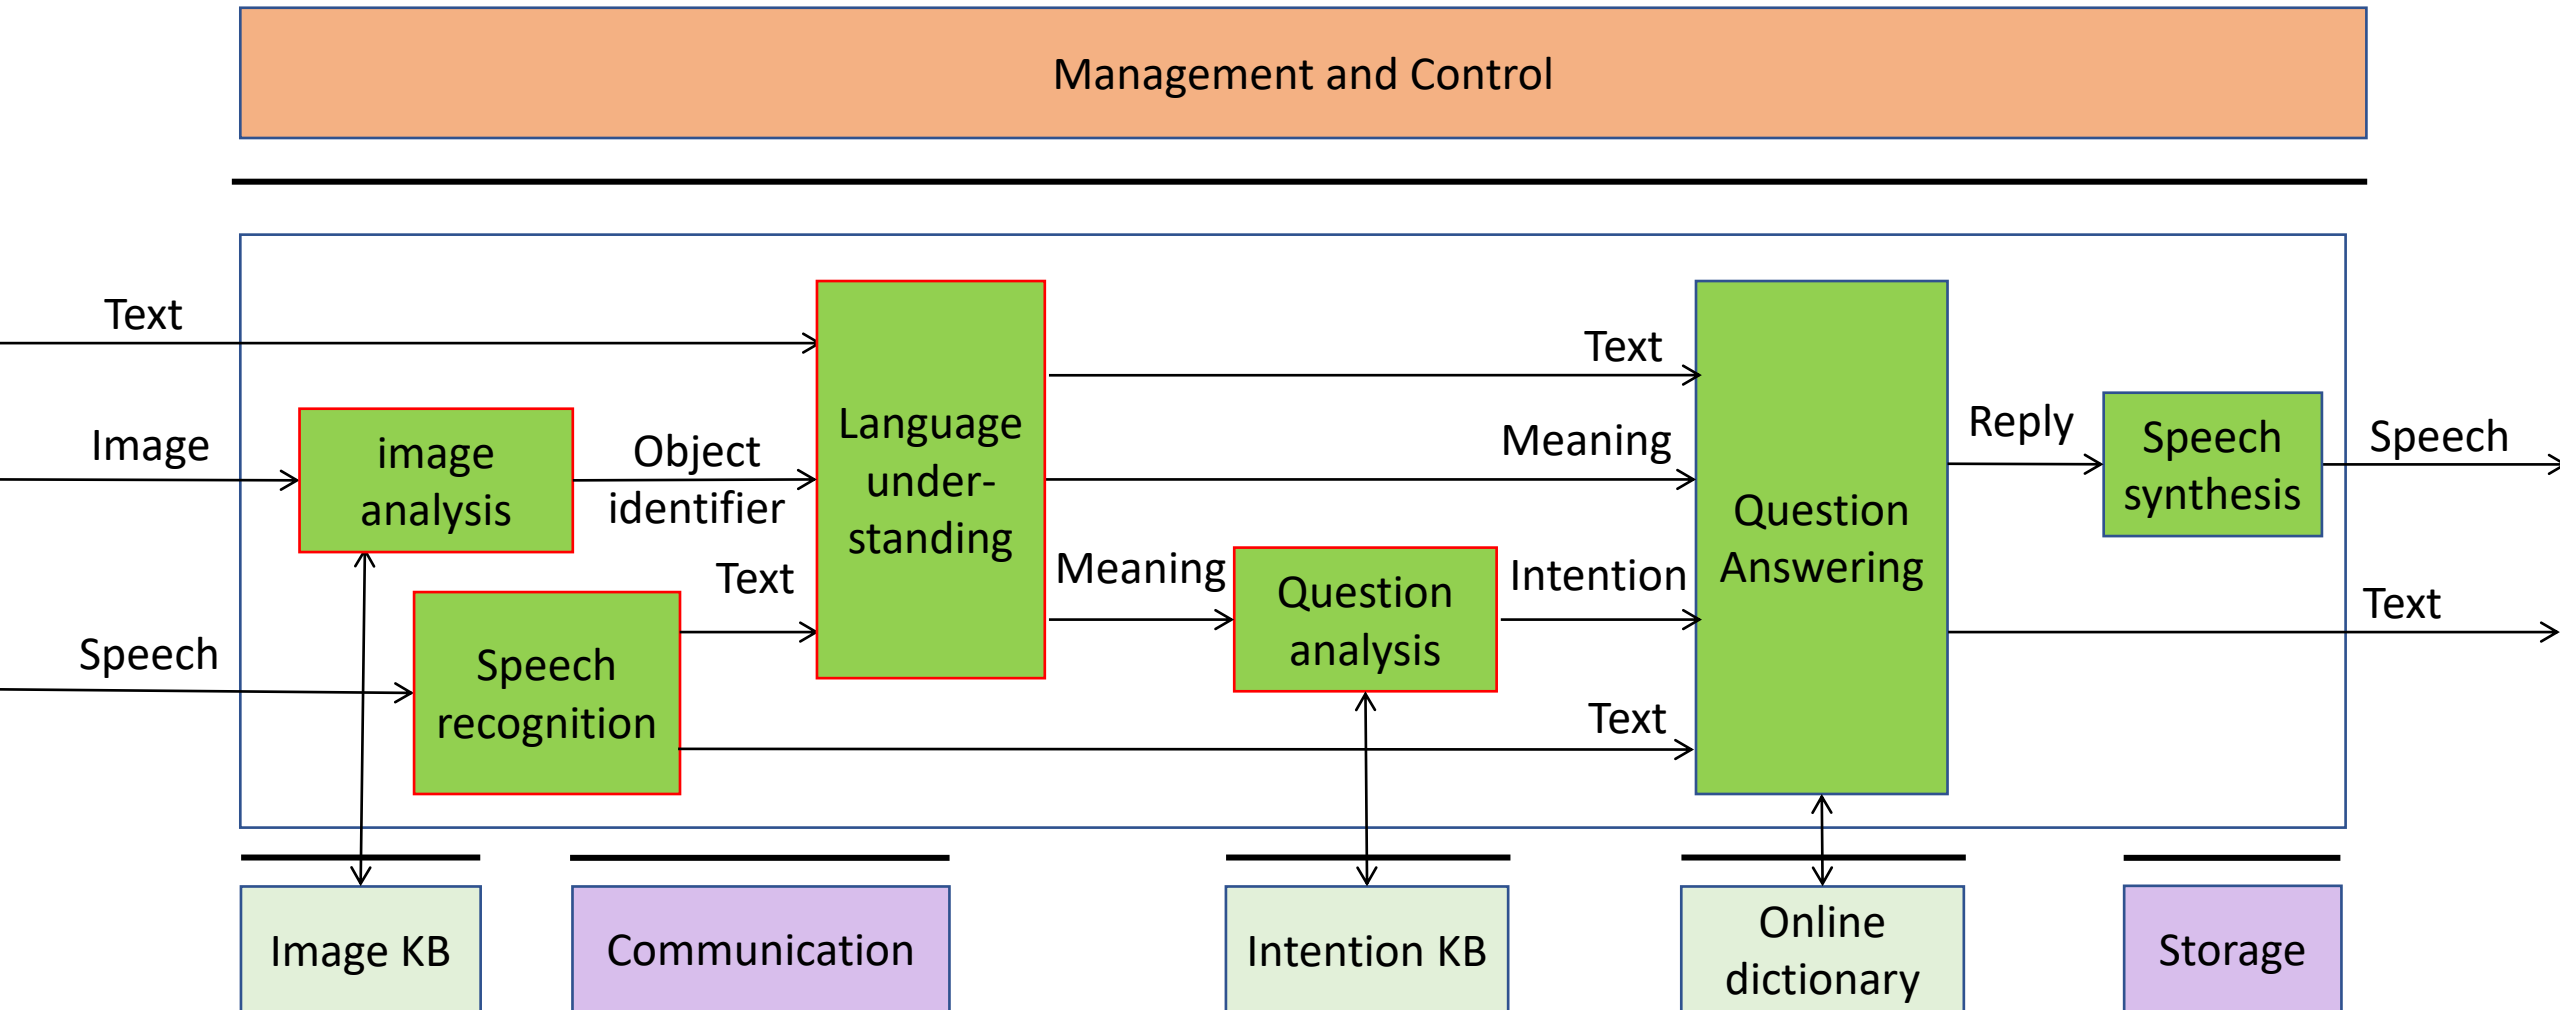 Management and Control
Text
Image
Speech
image
analysis
Object
identifier
Text
Speech
recognition
Language
under-
standing
Text
Meaning
Meaning
Question
analysis
Intention
Text
Question
Answering
Reply
Speech
synthesis
Speech
Text
Image KB
Communication
Intention KB
Online
dictionary
Storage